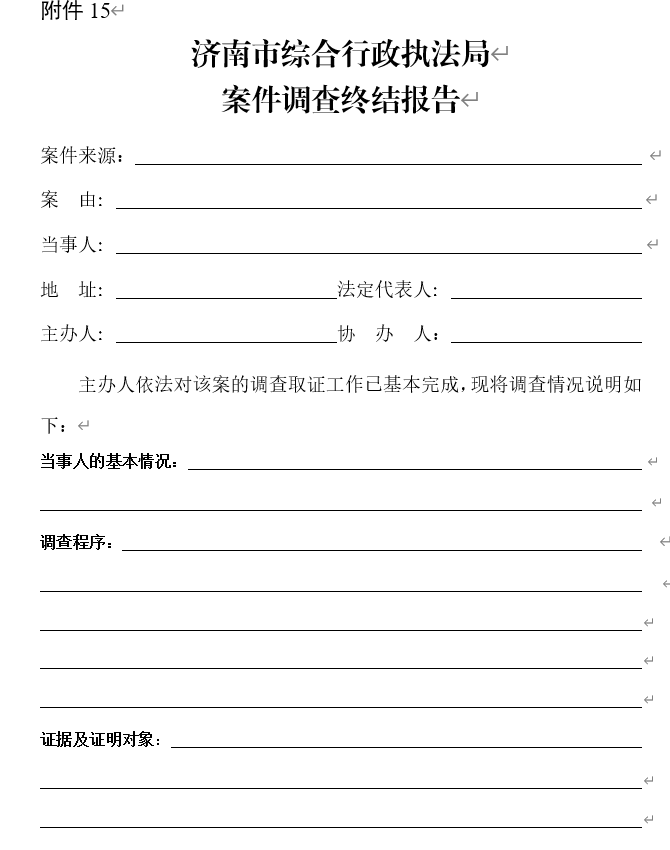 附件 15
济南市综合行政执法局
案件调查终结报告
案件来源：
案　由:
当事人:
地　址: 法定代表人:
主办人: 协　办　人：
主办人依法对该案的调查取证工作已基本完成，现将调查情况说明如
下：
当事人的基本情况：
调查程序：
证据及证明对象：